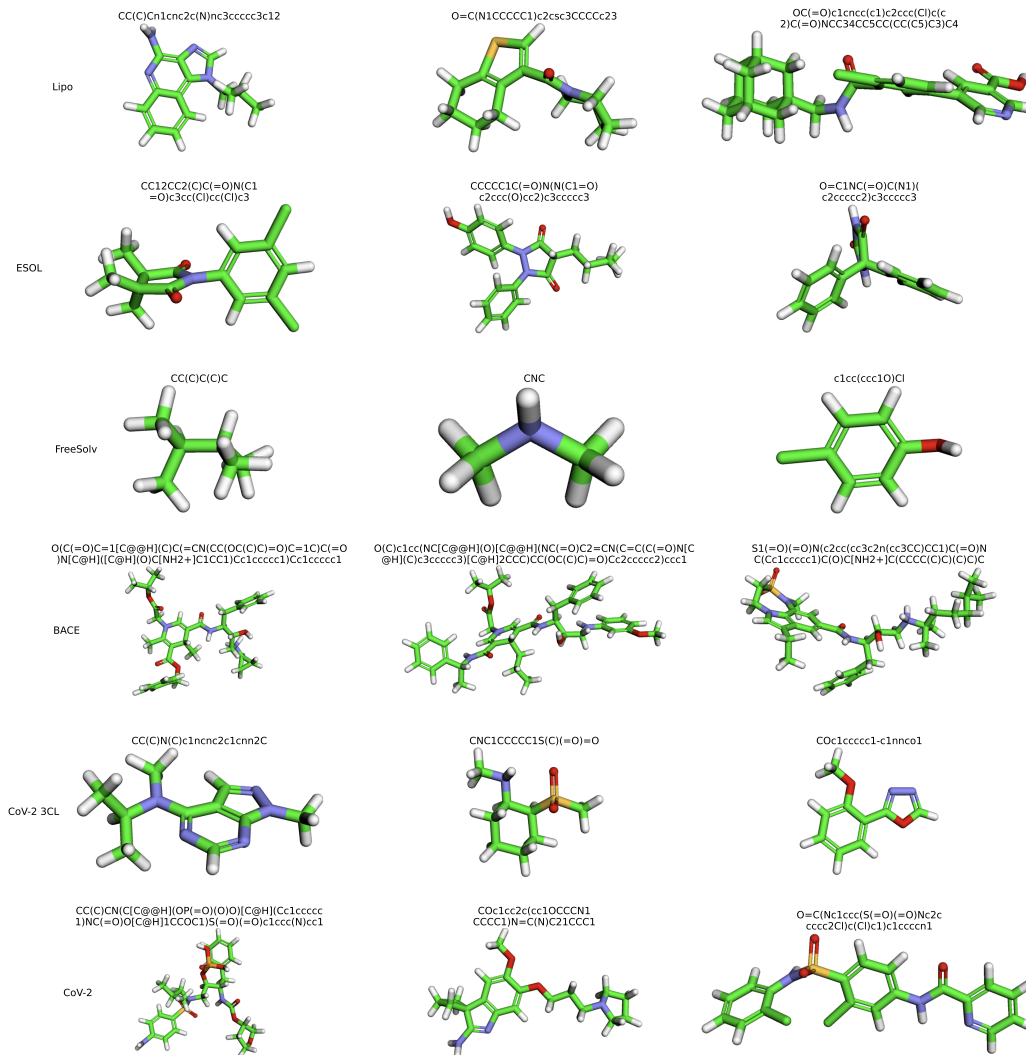 CC(C)Cn1cnc2c(N)nc3ccccc3c12
O=C(N1CCCCC1)c2csc3CCCCc23
OC(=O)c1cncc(c1)c2ccc(Cl)c(c
2)C(=O)NCC34CC5CC(CC(C5)C3)C4
Lipo
CC12CC2(C)C(=O)N(C1
=O)c3cc(Cl)cc(Cl)c3
CCCCC1C(=O)N(N(C1=O)
c2ccc(O)cc2)c3ccccc3
O=C1NC(=O)C(N1)(
c2ccccc2)c3ccccc3
ESOL
CC(C)C(C)C
CNC
c1cc(ccc1O)Cl
FreeSolv
O(C(=O)C=1[C@@H](C)C(=CN(CC(OC(C)C)=O)C=1C)C(=O
)N[C@H]([C@H](O)C[NH2+]C1CC1)Cc1ccccc1)Cc1ccccc1
O(C)c1cc(NC[C@@H](O)[C@@H](NC(=O)C2=CN(C=C(C(=O)N[C
@H](C)c3ccccc3)[C@H]2CCC)CC(OC(C)C)=O)Cc2ccccc2)ccc1
S1(=O)(=O)N(c2cc(cc3c2n(cc3CC)CC1)C(=O)N
C(Cc1ccccc1)C(O)C[NH2+]C(CCCC(C)C)(C)C)C
BACE
CC(C)N(C)c1ncnc2c1cnn2C
CNC1CCCCC1S(C)(=O)=O
COc1ccccc1-c1nnco1
CoV-2 3CL
CC(C)CN(C[C@@H](OP(=O)(O)O)[C@H](Cc1ccccc
1)NC(=O)O[C@H]1CCOC1)S(=O)(=O)c1ccc(N)cc1
COc1cc2c(cc1OCCCN1
CCCC1)N=C(N)C21CCC1
O=C(Nc1ccc(S(=O)(=O)Nc2c
cccc2Cl)c(Cl)c1)c1ccccn1
CoV-2